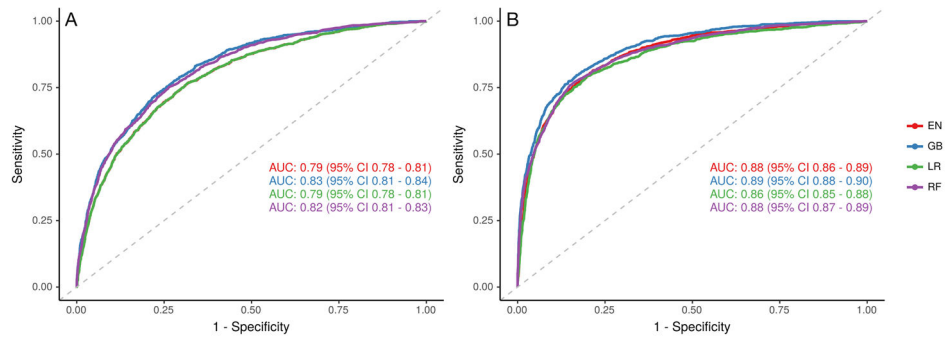 A
1.00
0.75
0.50
0.25
0.00
Sensitivity
AUC: 0.79 (95% CI 0.78 - 0.81)
AUC: 0.83 (95% CI 0.81 - 0.84)
AUC: 0.79 (95% CI 0.78 - 0.81)
AUC: 0.82 (95% CI 0.81 - 0.83)
0.00 0.25 0.50 0.75 1.00
1 - Specificity
B
1.00
0.75
0.50
0.25
0.00
Sensitivity
AUC: 0.88 (95% CI 0.86 - 0.89)
AUC: 0.89 (95% CI 0.88 - 0.90)
AUC: 0.86 (95% CI 0.85 - 0.88)
AUC: 0.88 (95% CI 0.87 - 0.89)
0.00 0.25 0.50 0.75 1.00
1 - Specificity
EN
GB
LR
RF